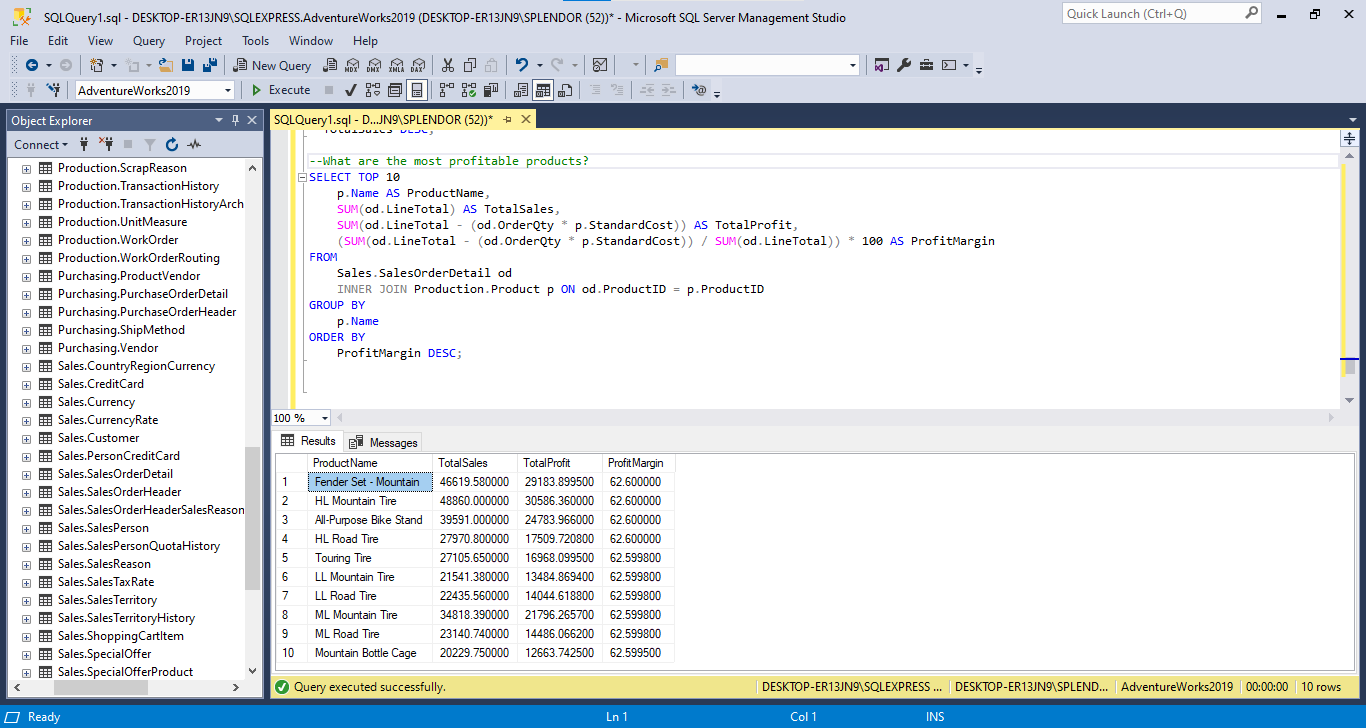 SQLQuery1.sql - DESKTOP-ER13JN9\SQLEXPRESS.AdventureWorks2019 (DESKTOP-ER13JN9\SPLENDOR (52))* - Microsoft SQL Server Management Studio
Quick Launch (Ctrl+Q)
File Edit View Query Project Tools Window Help
New Query MDX DMX XMLA DAX
AdventureWorks2019 Execute
Object Explorer
SQLQuery1.sql - D...JN9\SPLENDOR (52))*
Connect
Production.ScrapReason
Production.TransactionHistory
Production.TransactionHistoryArch
Production.UnitMeasure
Production.WorkOrder
Production.WorkOrderRouting
Purchasing.ProductVendor
Purchasing.PurchaseOrderDetail
Purchasing.PurchaseOrderHeader
Purchasing.ShipMethod
Purchasing.Vendor
Sales.CountryRegionCurrency
Sales.CreditCard
Sales.Currency
Sales.CurrencyRate
Sales.Customer
Sales.PersonCreditCard
Sales.SalesOrderDetail
Sales.SalesOrderHeader
Sales.SalesOrderHeaderSalesReason
Sales.SalesPerson
Sales.SalesPersonQuotaHistory
Sales.SalesReason
Sales.SalesTaxRate
Sales.SalesTerritory
Sales.SalesTerritoryHistory
Sales.ShoppingCartItem
Sales.SpecialOffer
Sales.SpecialOfferProduct
TotalSales DESC;
--What are the most profitable products?
SELECT TOP 10
p.Name AS ProductName,
SUM(od.LineTotal) AS TotalSales,
SUM(od.LineTotal - (od.OrderQty * p.StandardCost)) AS TotalProfit,
(SUM(od.LineTotal - (od.OrderQty * p.StandardCost)) / SUM(od.LineTotal)) * 100 AS ProfitMargin
FROM
Sales.SalesOrderDetail od
INNER JOIN Production.Product p ON od.ProductID = p.ProductID
GROUP BY
p.Name
ORDER BY
ProfitMargin DESC;
100 %
Results Messages
ProductName TotalSales TotalProfit ProfitMargin
1 Fender Set - Mountain 46619.580000 29183.899500 62.600000
2 HL Mountain Tire 48860.000000 30586.360000 62.600000
3 All-Purpose Bike Stand 39591.000000 24783.966000 62.600000
4 HL Road Tire 27970.800000 17509.720800 62.600000
5 Touring Tire 27105.650000 16968.099500 62.599800
6 LL Mountain Tire 21541.380000 13484.869400 62.599800
7 LL Road Tire 22435.560000 14044.618800 62.599800
8 ML Mountain Tire 34818.390000 21796.265700 62.599800
9 ML Road Tire 23140.740000 14486.066200 62.599800
10 Mountain Bottle Cage 20229.750000 12663.742500 62.599500
Query executed successfully. DESKTOP-ER13JN9\SQLEXPRESS ... DESKTOP-ER13JN9\SPLEND... AdventureWorks2019 00:00:00 10 rows
Ready Ln 1 Col 1 INS